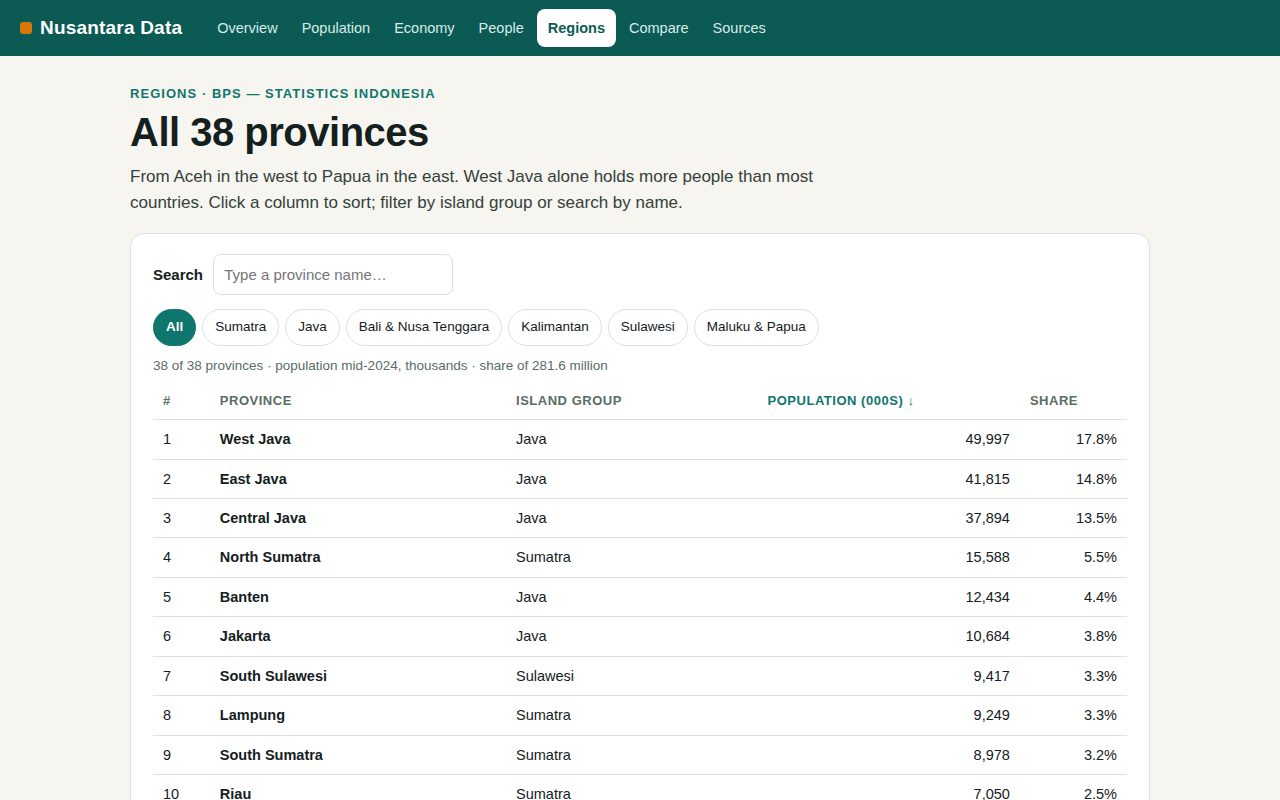 Nusantara Data Overview Population Economy People Regions Compare Sources
REGIONS · BPS — STATISTICS INDONESIA
All 38 provinces
From Aceh in the west to Papua in the east. West Java alone holds more people than most
countries. Click a column to sort; filter by island group or search by name.
Search Type a province name…
All Sumatra Java Bali & Nusa Tenggara Kalimantan Sulawesi Maluku & Papua
38 of 38 provinces · population mid-2024, thousands · share of 281.6 million
# PROVINCE ISLAND GROUP POPULATION (000S) ↓ SHARE
1 West Java Java 49,997 17.8%
2 East Java Java 41,815 14.8%
3 Central Java Java 37,894 13.5%
4 North Sumatra Sumatra 15,588 5.5%
5 Banten Java 12,434 4.4%
6 Jakarta Java 10,684 3.8%
7 South Sulawesi Sulawesi 9,417 3.3%
8 Lampung Sumatra 9,249 3.3%
9 South Sumatra Sumatra 8,978 3.2%
10 Riau Sumatra 7,050 2.5%